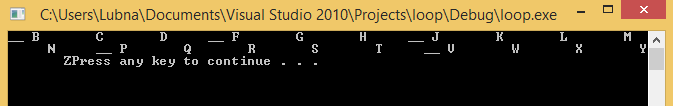 C:\Users\Lubna\Documents\Visual Studio 2010\Projects\loop\Debug\loop.exe
__ B C D __ F G H __ J K L M
N __ P Q R S T __ V W X Y
ZPress any key to continue . . .